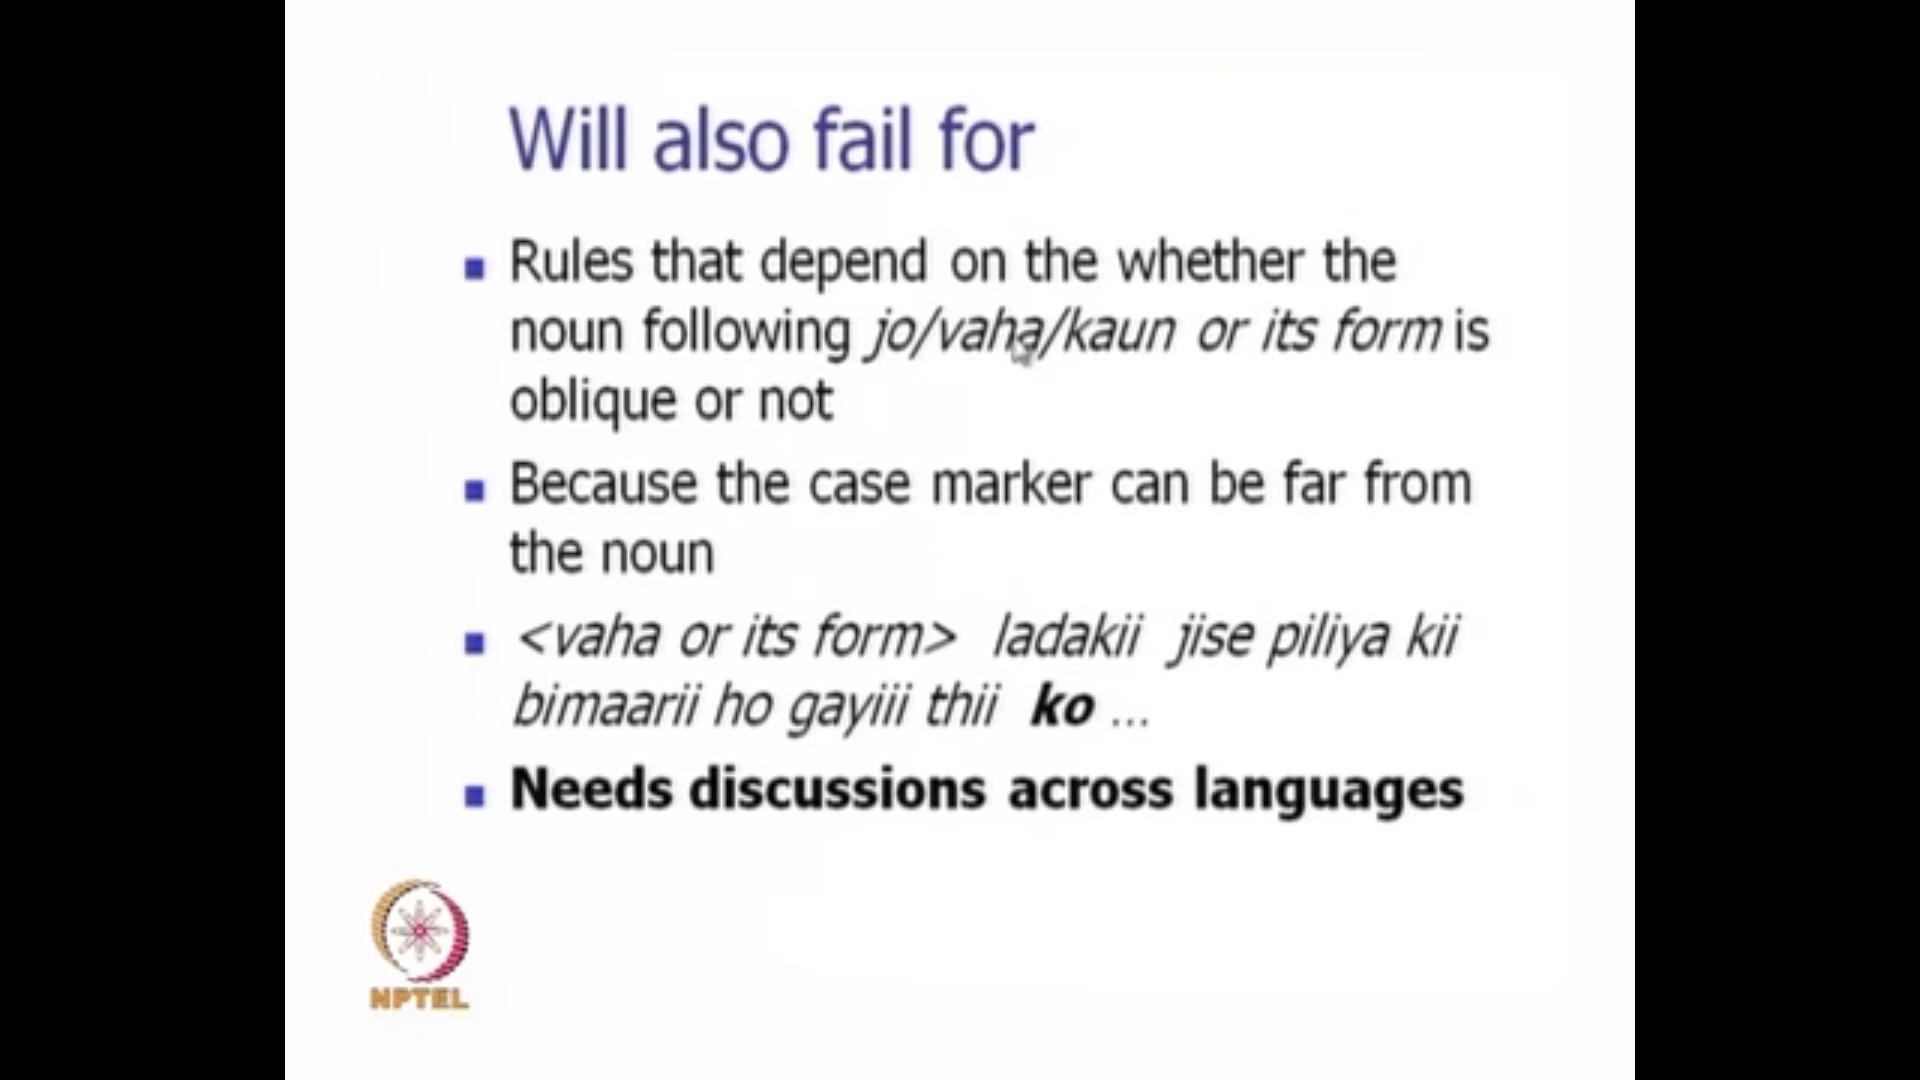 Will also fail for
Rules that depend on the whether the
noun following jo/vaha/kaun or its form is
oblique or not
Because the case marker can be far from
the noun
<vaha or its form> ladakii jise piliya kii
bimaarii ho gayiii thii ko ...
Needs discussions across languages
NPTEL